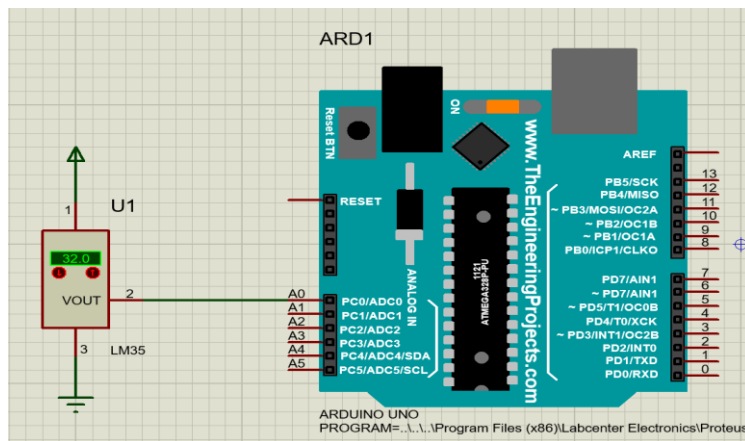 ARD1
Reset BTN
ON
www.TheEngineeringProjects.com
1
U1
32.0
VOUT
2
3
LM35
RESET
ANALOG IN
A0 PC0/ADC0
A1 PC1/ADC1
A2 PC2/ADC2
A3 PC3/ADC3
A4 PC4/ADC4/SDA
A5 PC5/ADC5/SCL
1121
ATMEGA328P-PU
AREF
PB5/SCK 13
PB4/MISO 12
~ PB3/MOSI/OC2A 11
~ PB2/OC1B 10
~ PB1/OC1A 9
PB0/ICP1/CLKO 8
PD7/AIN1 7
~ PD7/AIN1 6
~ PD5/T1/OC0B 5
PD4/T0/XCK 4
~ PD3/INT1/OC2B 3
PD2/INT0 2
PD1/TXD 1
PD0/RXD 0
ARDUINO UNO
PROGRAM=..\..\..\Program Files (x86)\Labcenter Electronics\Proteus